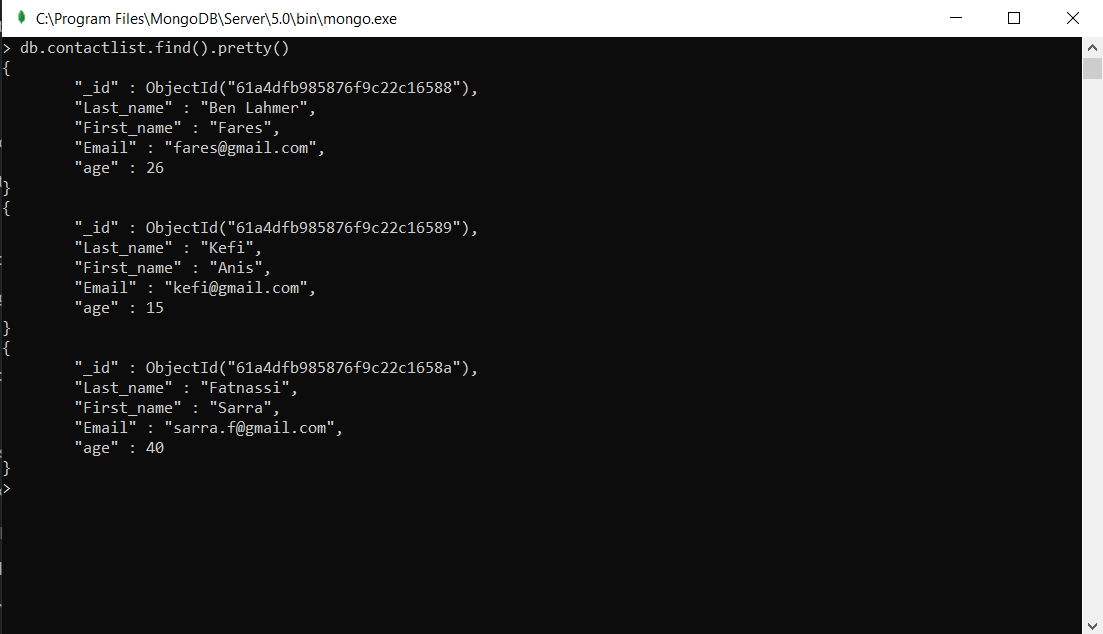 C:\Program Files\MongoDB\Server\5.0\bin\mongo.exe
> db.contactlist.find().pretty()
{
        "_id" : ObjectId("61a4dfb985876f9c22c16588"),
        "Last_name" : "Ben Lahmer",
        "First_name" : "Fares",
        "Email" : "fares@gmail.com",
        "age" : 26
}
{
        "_id" : ObjectId("61a4dfb985876f9c22c16589"),
        "Last_name" : "Kefi",
        "First_name" : "Anis",
        "Email" : "kefi@gmail.com",
        "age" : 15
}
{
        "_id" : ObjectId("61a4dfb985876f9c22c1658a"),
        "Last_name" : "Fatnassi",
        "First_name" : "Sarra",
        "Email" : "sarra.f@gmail.com",
        "age" : 40
}
>